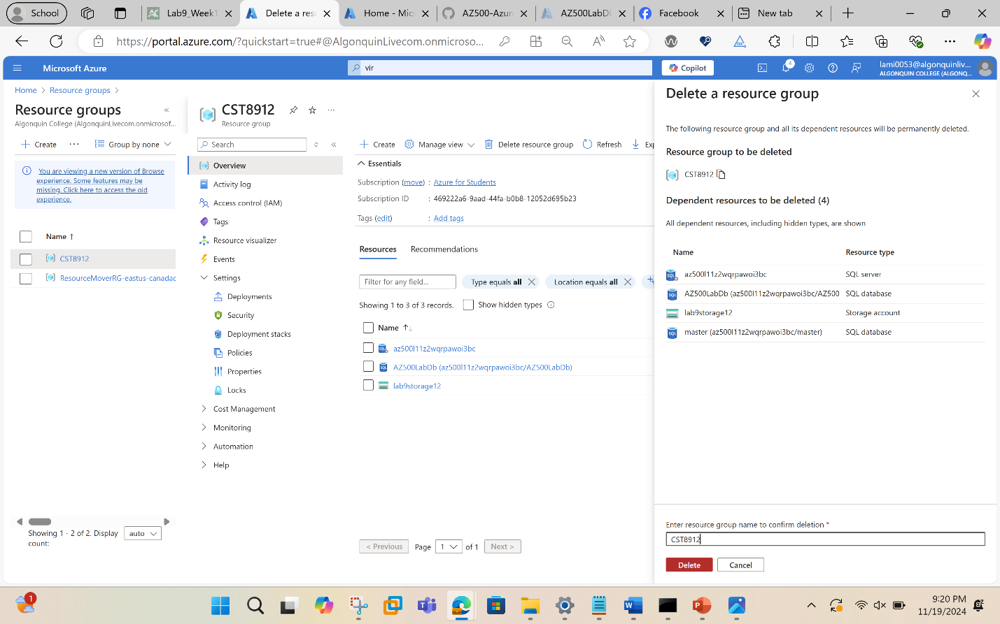 School
Lab9_Week1
Delete a res
Home - Mic
AZ500-Azur
AZ500LabDb
Facebook
New tab
https://portal.azure.com/?quickstart=true#@AlgonquinLivecom.onmicroso...
Microsoft Azure
vir
Copilot
4
lami0053@algonquinliv...
ALGONQUIN COLLEGE (ALGONQ...
Home > Resource groups >
Resource groups
Algonquin College (AlgonquinLivecom.onmicrosof...
Create
Group by none
You are viewing a new version of Browse
experience. Some features may be
missing. Click here to access the old
experience.
Name ↑
CST8912
ResourceMoverRG-eastus-canadac
Showing 1 - 2 of 2. Display
count:
auto
CST8912
Resource group
Search
Overview
Activity log
Access control (IAM)
Tags
Resource visualizer
Events
Settings
Deployments
Security
Deployment stacks
Policies
Properties
Locks
Cost Management
Monitoring
Automation
Help
Create
Manage view
Delete resource group
Refresh
Exp
Essentials
Subscription (move) : Azure for Students
Subscription ID : 469222a6-9aad-44fa-b0b8-12052d695b23
Tags (edit) : Add tags
Resources
Recommendations
Filter for any field...
Type equals all
Location equals all
Showing 1 to 3 of 3 records.
Show hidden types
Name ↑↓
az500l11z2wqrpawoi3bc
AZ500LabDb (az500l11z2wqrpawoi3bc/AZ500LabDb)
lab9storage12
< Previous
Page
1
of 1
Next >
Delete a resource group
The following resource group and all its dependent resources will be permanently deleted.
Resource group to be deleted
CST8912
Dependent resources to be deleted (4)
All dependent resources, including hidden types, are shown
Name Resource type
az500l11z2wqrpawoi3bc SQL server
AZ500LabDb (az500l11z2wqrpawoi3bc/AZ500 SQL database
lab9storage12 Storage account
master (az500l11z2wqrpawoi3bc/master) SQL database
Enter resource group name to confirm deletion *
CST8912
Delete
Cancel
1
9:20 PM
11/19/2024